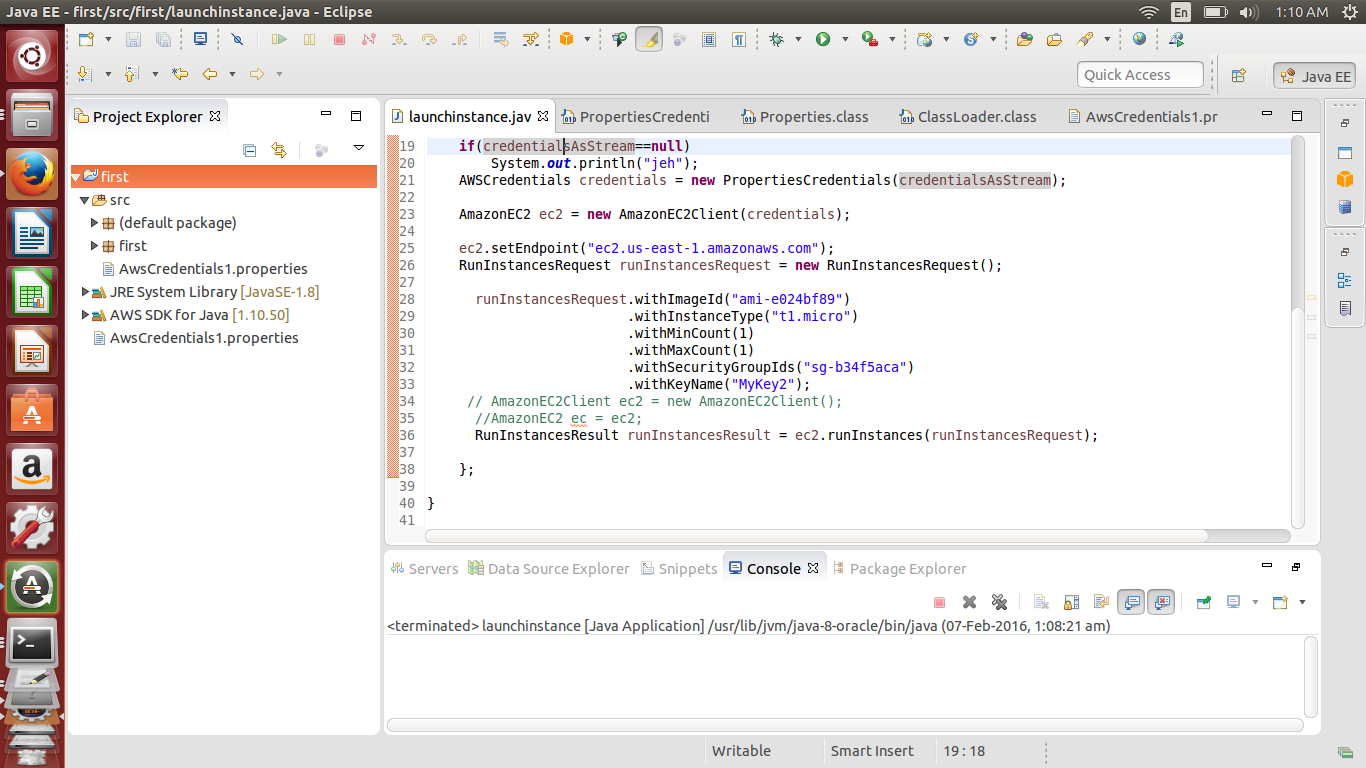 Java EE - first/src/first/launchinstance.java - Eclipse
En
1:10 AM
Quick Access
Java EE
Project Explorer
first
src
(default package)
first
AwsCredentials1.properties
JRE System Library [JavaSE-1.8]
AWS SDK for Java [1.10.50]
AwsCredentials1.properties
launchinstance.jav
PropertiesCredenti
Properties.class
ClassLoader.class
AwsCredentials1.pr
19 if(credentialsAsStream==null)
20 System.out.println("jeh");
21 AWSCredentials credentials = new PropertiesCredentials(credentialsAsStream);
22
23 AmazonEC2 ec2 = new AmazonEC2Client(credentials);
24
25 ec2.setEndpoint("ec2.us-east-1.amazonaws.com");
26 RunInstancesRequest runInstancesRequest = new RunInstancesRequest();
27
28 runInstancesRequest.withImageId("ami-e024bf89")
29 .withInstanceType("t1.micro")
30 .withMinCount(1)
31 .withMaxCount(1)
32 .withSecurityGroupIds("sg-b34f5aca")
33 .withKeyName("MyKey2");
34 // AmazonEC2Client ec2 = new AmazonEC2Client();
35 //AmazonEC2 ec = ec2;
36 RunInstancesResult runInstancesResult = ec2.runInstances(runInstancesRequest);
37
38 };
39
40 }
41
Servers
Data Source Explorer
Snippets
Console
Package Explorer
<terminated> launchinstance [Java Application] /usr/lib/jvm/java-8-oracle/bin/java (07-Feb-2016, 1:08:21 am)
Writable
Smart Insert
19 : 18